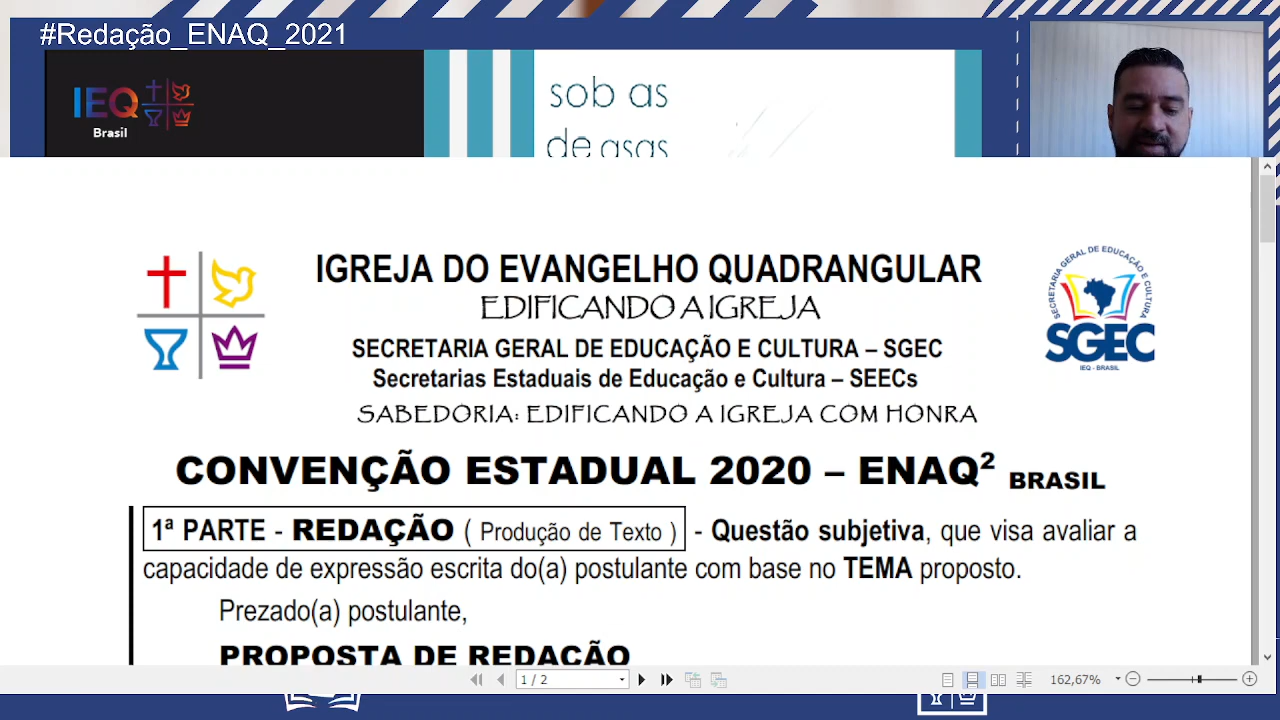 #Redação_ENAQ_2021
IEQ
Brasil
sob as
de asas
IGREJA DO EVANGELHO QUADRANGULAR
EDIFICANDO A IGREJA
SECRETARIA GERAL DE EDUCAÇÃO E CULTURA – SGEC
Secretarias Estaduais de Educação e Cultura – SEECs
SABEDORIA: EDIFICANDO A IGREJA COM HONRA
SECRETARIA GERAL DE EDUCAÇÃO E CULTURA
SGEC
IEQ - BRASIL
CONVENÇÃO ESTADUAL 2020 – ENAQ² BRASIL
1ª PARTE - REDAÇÃO ( Produção de Texto ) - Questão subjetiva, que visa avaliar a
capacidade de expressão escrita do(a) postulante com base no TEMA proposto.
Prezado(a) postulante,
PROPOSTA DE REDAÇÃO
1 / 2
162,67%